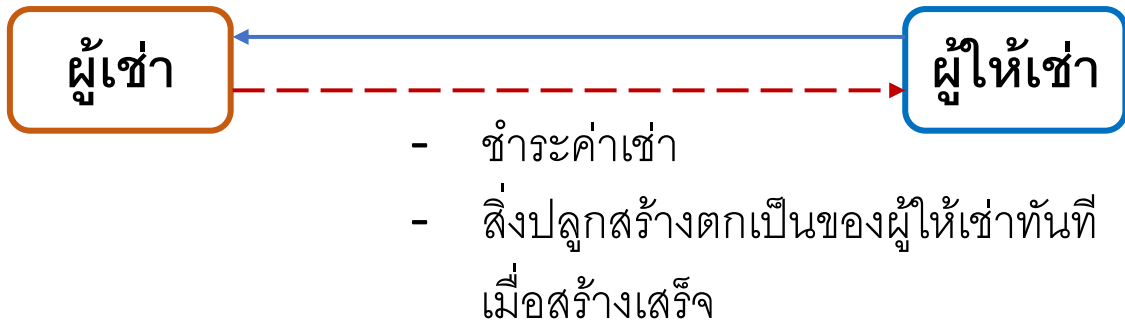 ผู้เช่า
ผู้ให้เช่า
- ชำระค่าเช่า
- สิ่งปลูกสร้างตกเป็นของผู้ให้เช่าทันที
เมื่อสร้างเสร็จ